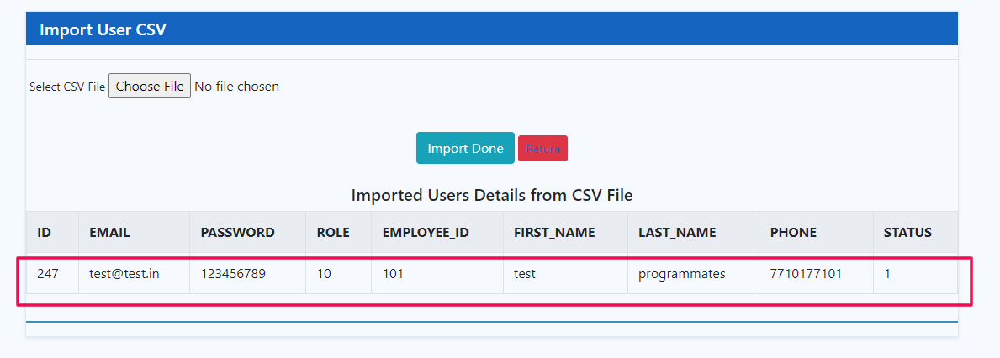 Import User CSV
Select CSV File Choose File No file chosen
Import Done Return
Imported Users Details from CSV File
ID EMAIL PASSWORD ROLE EMPLOYEE_ID FIRST_NAME LAST_NAME PHONE STATUS
247 test@test.in 123456789 10 101 test programmates 7710177101 1